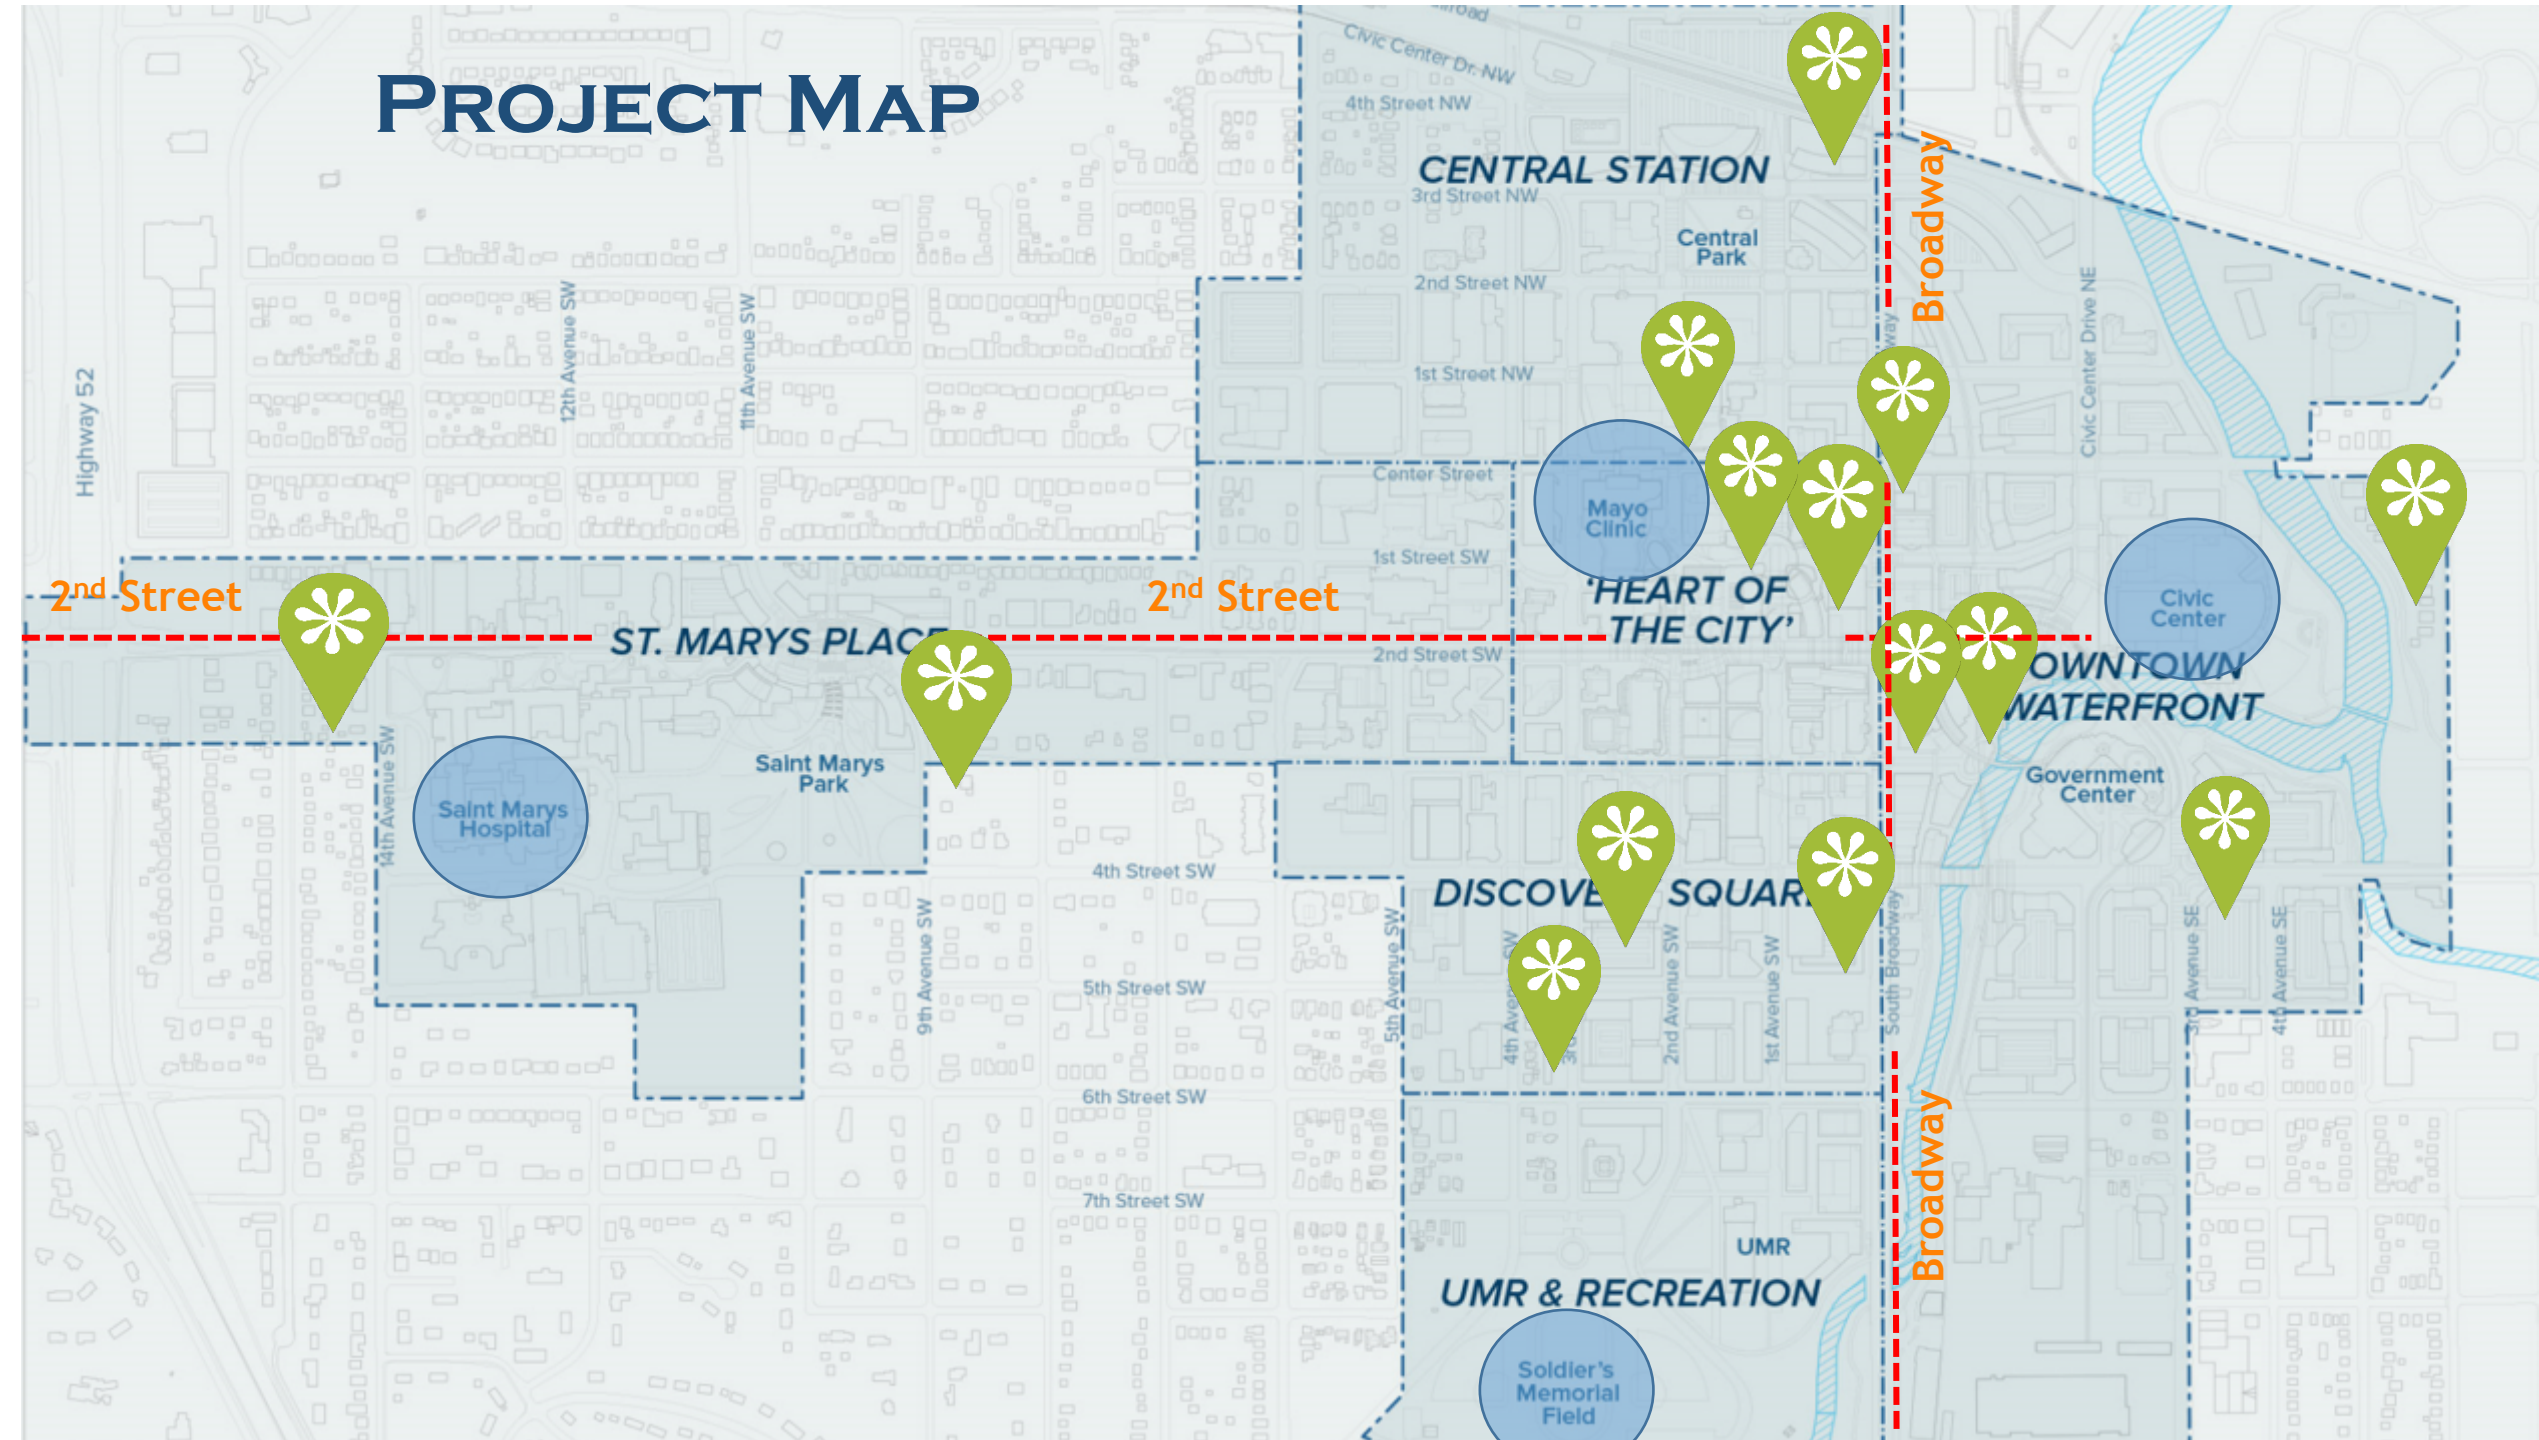 Project Map
Civic Center Dr. NW
4th Street NW
CENTRAL STATION
3rd Street NW
Central
Park
2nd Street NW
1st Street NW
Broadway
Civic Center Drive NE
Highway 52
12th Avenue SW
11th Avenue SW
Center Street
Mayo
Clinic
1st Street SW
2nd Street
2nd Street
'HEART OF
THE CITY'
ST. MARYS PLACE
2nd Street SW
Civic
Center
OWNTOWN
WATERFRONT
Saint Marys
Park
Government
Center
14th Avenue SW
Saint Marys
Hospital
4th Street SW
DISCOVE SQUAR
9th Avenue SW
5th Avenue SW
5th Street SW
4th Aven SW
3rd
2nd Avenue SW
1st Avenue SW
South Broadway
3rd Avenue SE
4th Avenue SE
6th Street SW
7th Street SW
Broadway
UMR
UMR & RECREATION
Soldier's
Memorial
Field